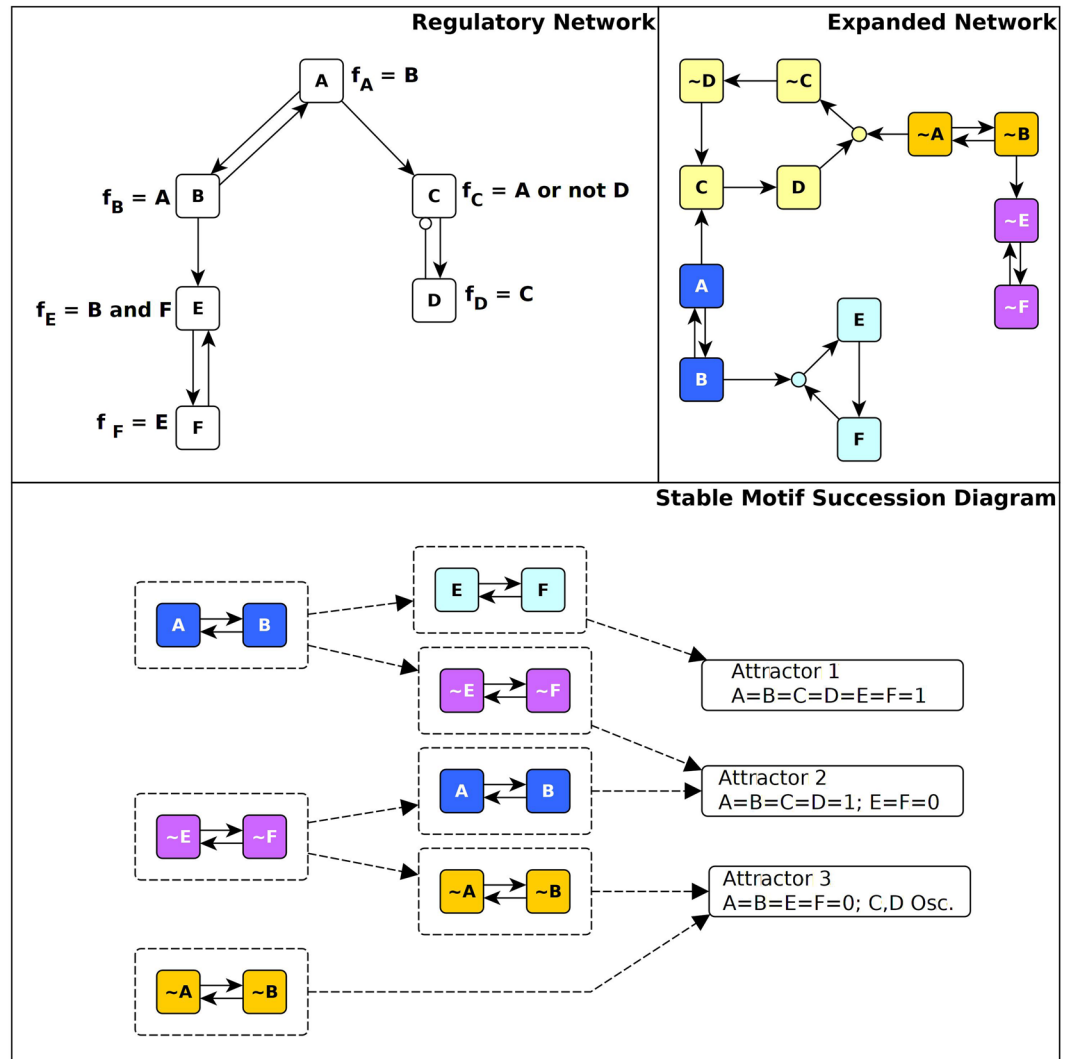 Regulatory Network
A
f_A = B
B
f_B = A
C
f_C = A or not D
E
f_E = B and F
D
f_D = C
F
f_F = E
Expanded Network
~D
~C
~A
~B
C
D
~E
A
~F
E
B
F
Stable Motif Succession Diagram
A
B
E
F
~E
~F
A
B
~E
~F
~A
~B
~A
~B
Attractor 1
A=B=C=D=E=F=1
Attractor 2
A=B=C=D=1; E=F=0
Attractor 3
A=B=E=F=0; C,D Osc.